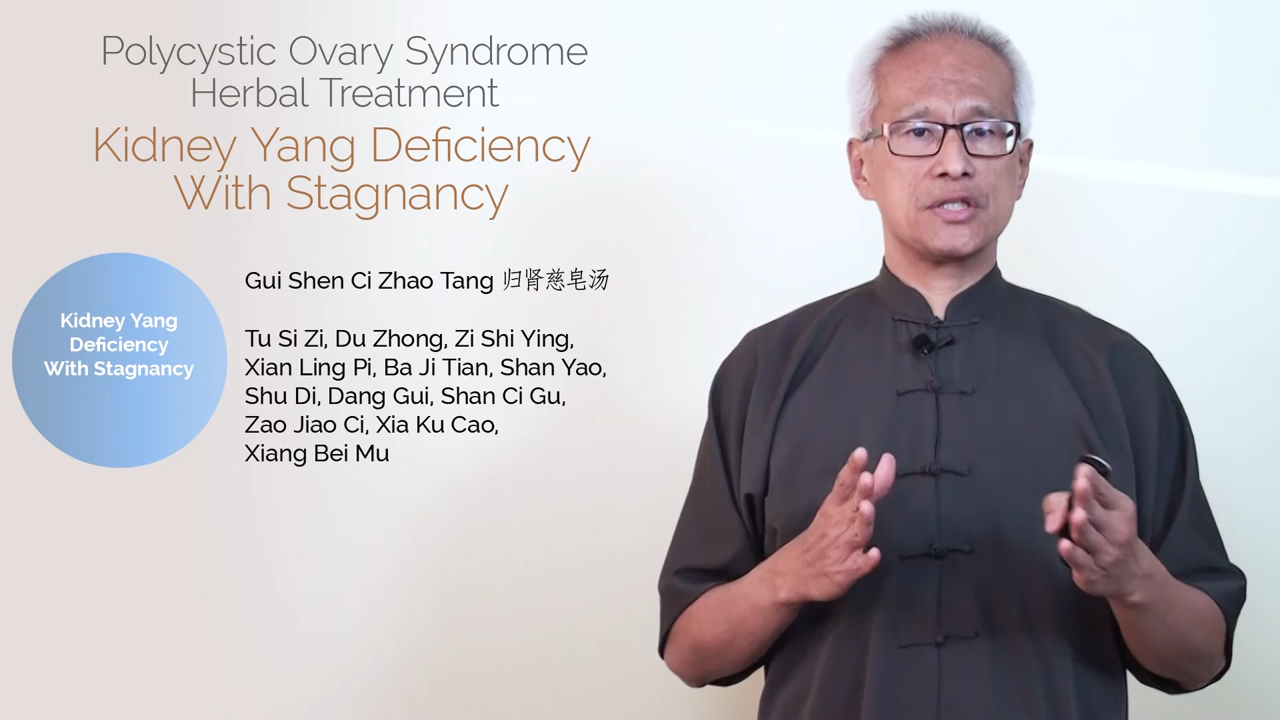 Polycystic Ovary Syndrome
Herbal Treatment
Kidney Yang Deficiency
With Stagnancy
Kidney Yang
Deficiency
With Stagnancy
Gui Shen Ci Zhao Tang 归肾慈皂汤
Tu Si Zi, Du Zhong, Zi Shi Ying,
Xian Ling Pi, Ba Ji Tian, Shan Yao,
Shu Di, Dang Gui, Shan Ci Gu,
Zao Jiao Ci, Xia Ku Cao,
Xiang Bei Mu